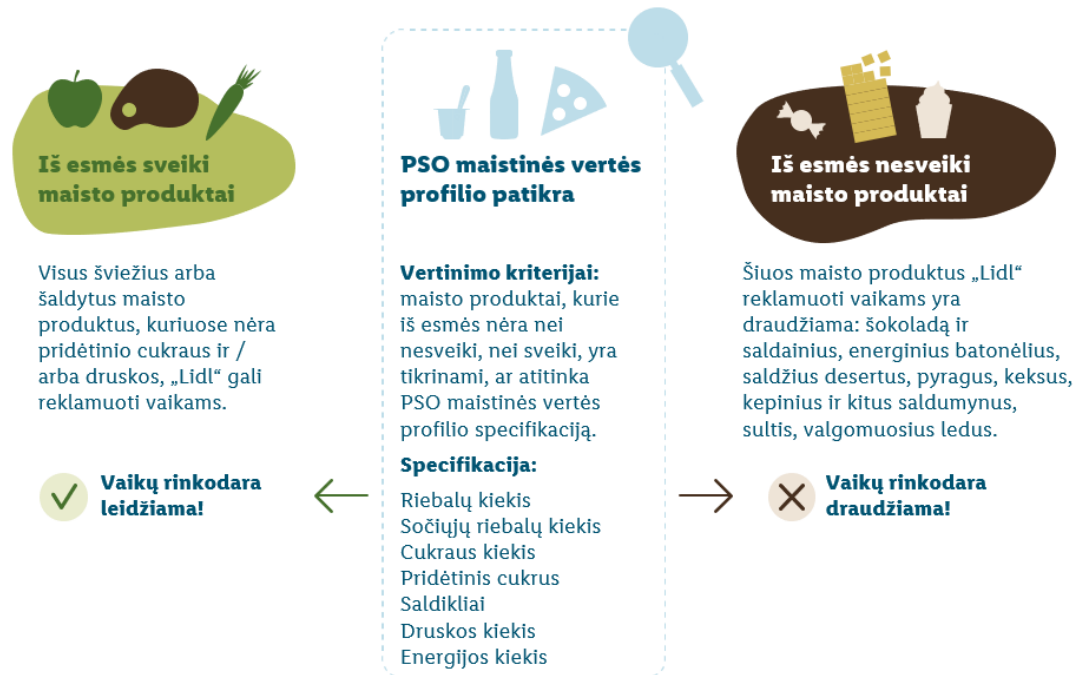 Iš esmės sveiki
maisto produktai
Visus šviežius arba
šaldytus maisto
produktus, kuriuose nėra
pridėtinio cukraus ir /
arba druskos, „Lidl“ gali
reklamuoti vaikams.
Vaikų rinkodara
leidžiama!
PSO maistinės vertės
profilio patikra
Vertinimo kriterijai:
maisto produktai, kurie
iš esmės nėra nei
nesveiki, nei sveiki, yra
tikrinami, ar atitinka
PSO maistinės vertės
profilio specifikaciją.
Specifikacija:
Riebalų kiekis
Sočiųjų riebalų kiekis
Cukraus kiekis
Pridėtinis cukrus
Saldikliai
Druskos kiekis
Energijos kiekis
Iš esmės nesveiki
maisto produktai
Šiuos maisto produktus „Lidl“
reklamuoti vaikams yra
draudžiama: šokoladą ir
saldainius, energinius batonėlius,
saldžius desertus, pyragus, keksus,
kepinius ir kitus saldumynus,
sultis, valgomuosius ledus.
Vaikų rinkodara
draudžiama!